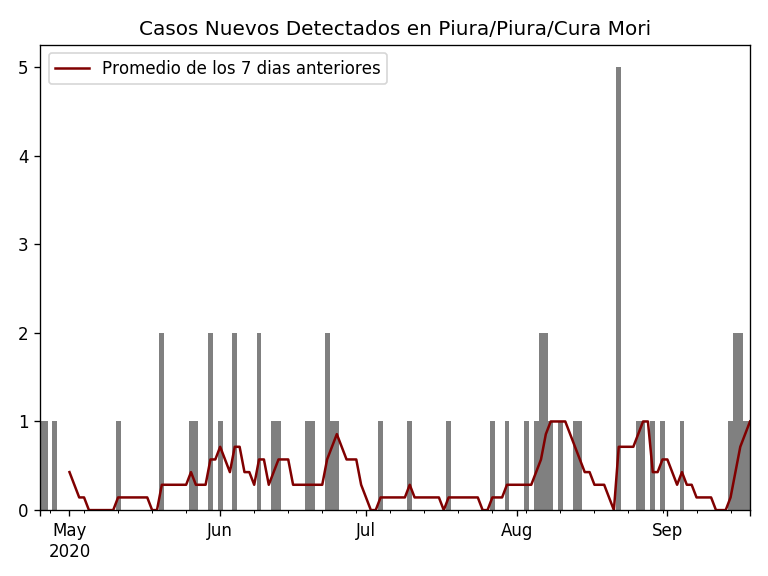 Casos Nuevos Detectados en Piura/Piura/Cura Mori
Promedio de los 7 dias anteriores
5
4
3
2
1
0
May Jun Jul Aug Sep
2020